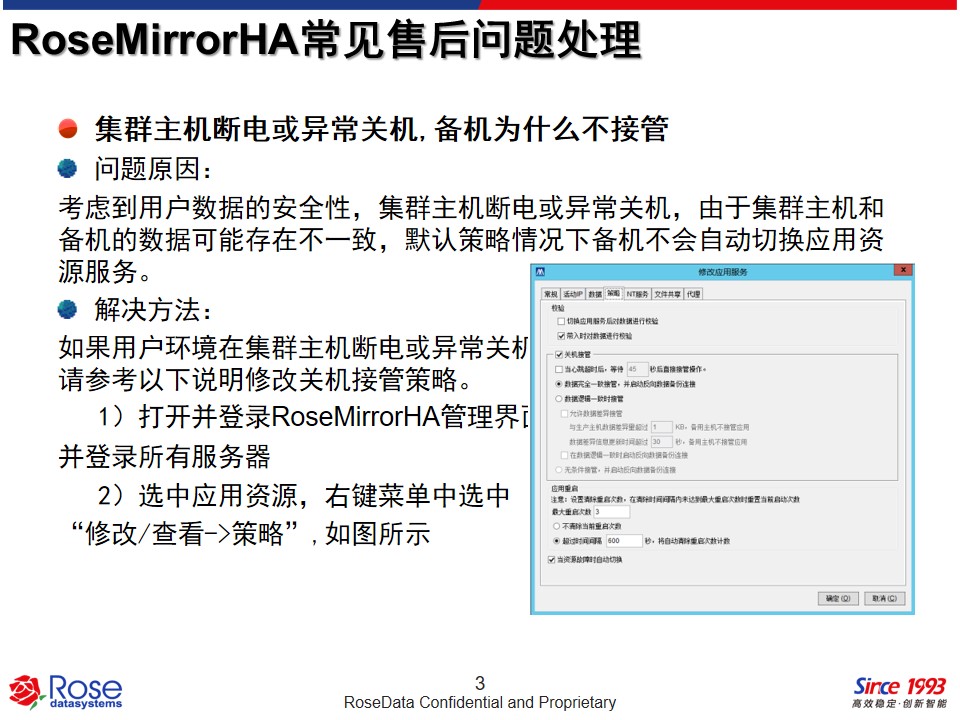 RoseMirrorHA常见售后问题处理
集群主机断电或异常关机,备机为什么不接管
问题原因：
考虑到用户数据的安全性，集群主机断电或异常关机，由于集群主机和
备机的数据可能存在不一致，默认策略情况下备机不会自动切换应用资
源服务。
解决方法：
如果用户环境在集群主机断电或异常关机
请参考以下说明修改关机接管策略。
1）打开并登录RoseMirrorHA管理界面
并登录所有服务器
2）选中应用资源，右键菜单中选中
“修改/查看->策略”,如图所示
修改应用服务
x
常规 活动IP 数据 策略 NT服务 文件共享 代理
校验
切换应用服务后对数据进行校验
带入时对数据进行校验
关机接管
当心跳超时后，等待 45 秒后直接接管操作。
数据完全一致接管，并启动反向数据备份连接
数据逻辑一致时接管
允许数据差异接管
与生产主机数据差异量超过 1 KB，备用主机不接管应用
数据差异信息更新时间超过 30 秒，备用主机不接管应用
在数据逻辑一致时启动反向数据备份连接
无条件接管，并启动反向数据备份连接
应用重启
注意：设置清除重启次数，在清除时间间隔内未达到最大重启次数时重置当前启动次数
最大重启次数 3
不清除当前重启次数
超过时间间隔 600 秒，将自动清除重启次数计数
当资源故障时自动切换
确定(O) 取消(C)
Rose
datasystems
3
RoseData Confidential and Proprietary
Since 1993
高效稳定·创新智能